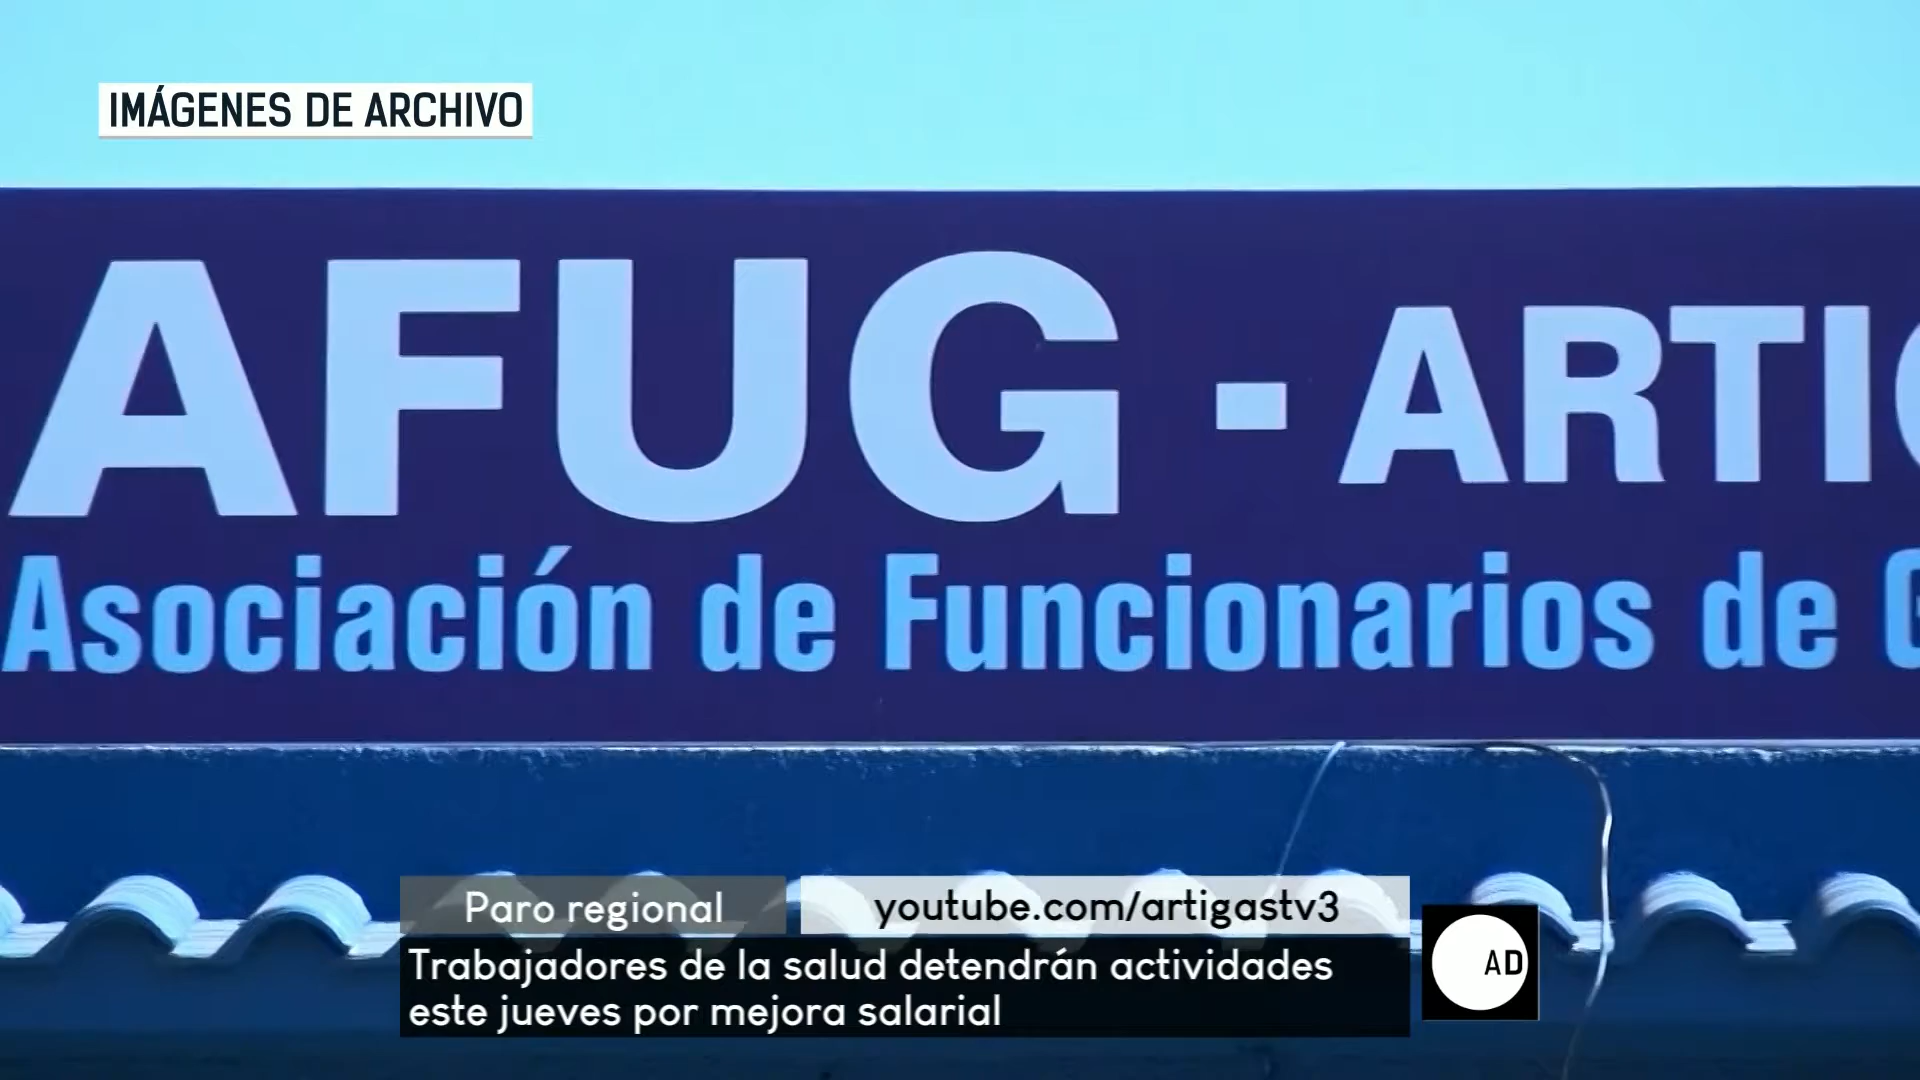 IMÁGENES DE ARCHIVO
AFUG - ARTIG
Asociación de Funcionarios de G
Paro regional
youtube.com/artigastv3
Trabajadores de la salud detendrán actividades
este jueves por mejora salarial
AD